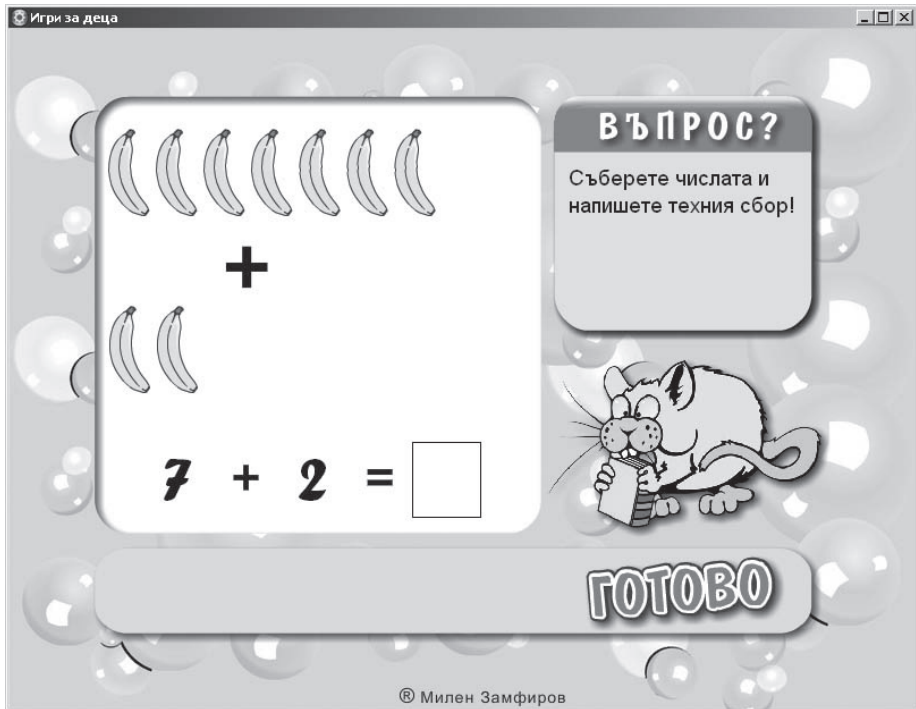 Игри за деца
ВЪПРОС?
Съберете числата и
напишете техния сбор!
+
7 + 2 =
ГОТОВО
® Милен Замфиров